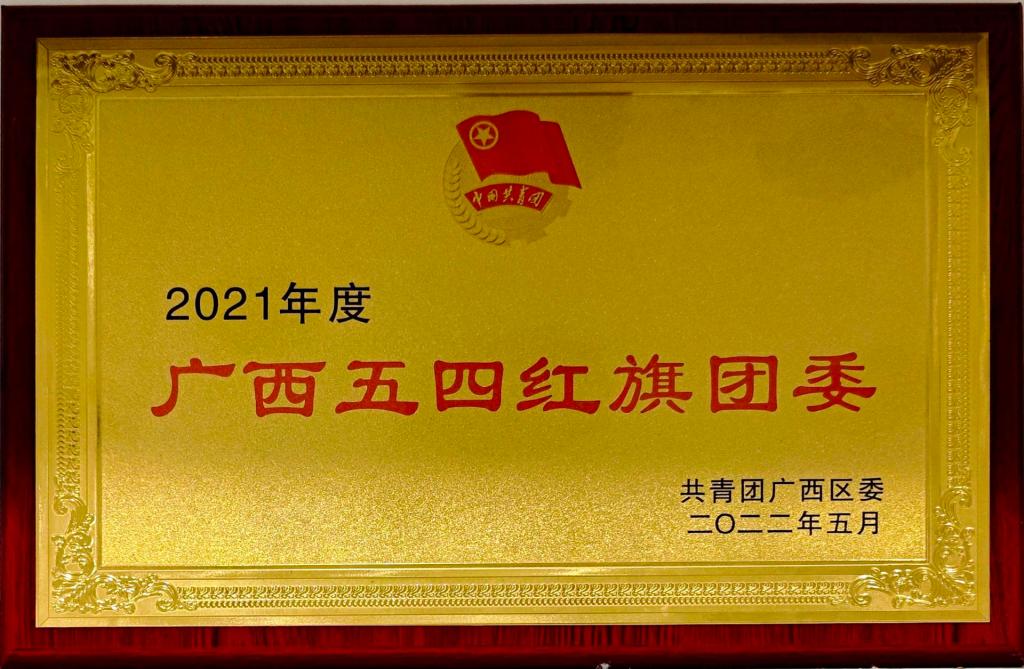 中国共青团
2021年度
广西五四红旗团委
共青团广西区委
二〇二二年五月